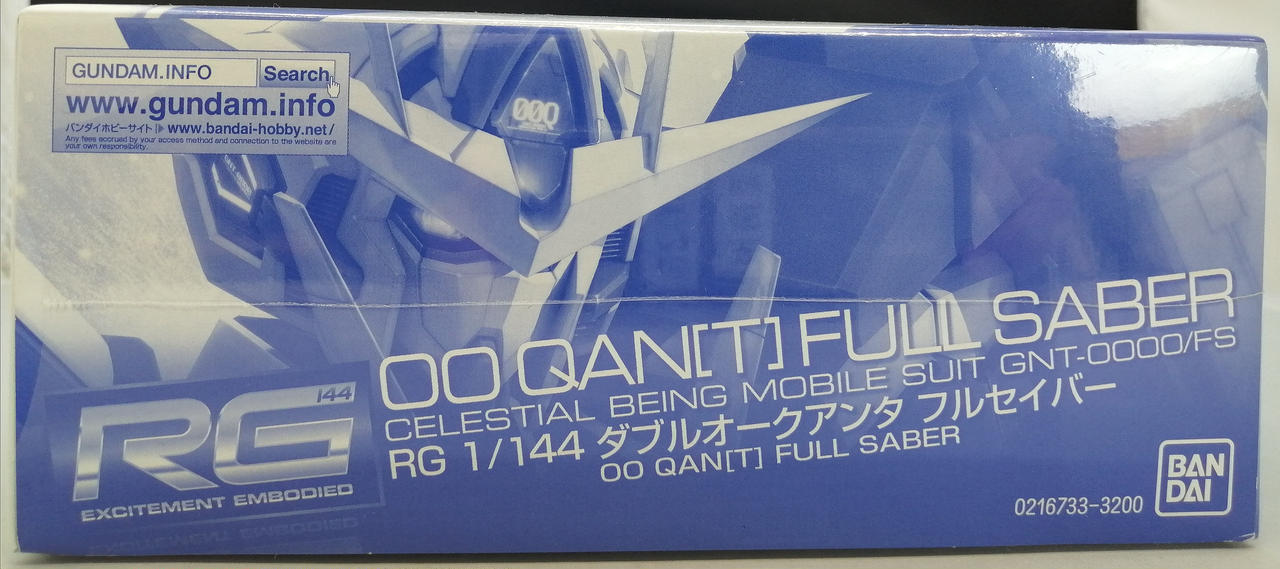 GUNDAM.INFO Search
www.gundam.info
バンダイホビーサイト www.bandai-hobby.net/
Any fees accrued by your access method and connection to the website are
your own responsibility.
00Q
00 QAN[T] FULL SABER
CELESTIAL BEING MOBILE SUIT GNT-0000/FS
RG 1/144 ダブルオークアンタ フルセイバー
00 QAN[T] FULL SABER
144
RG
EXCITEMENT EMBODIED
0216733-3200
BAN
DAI